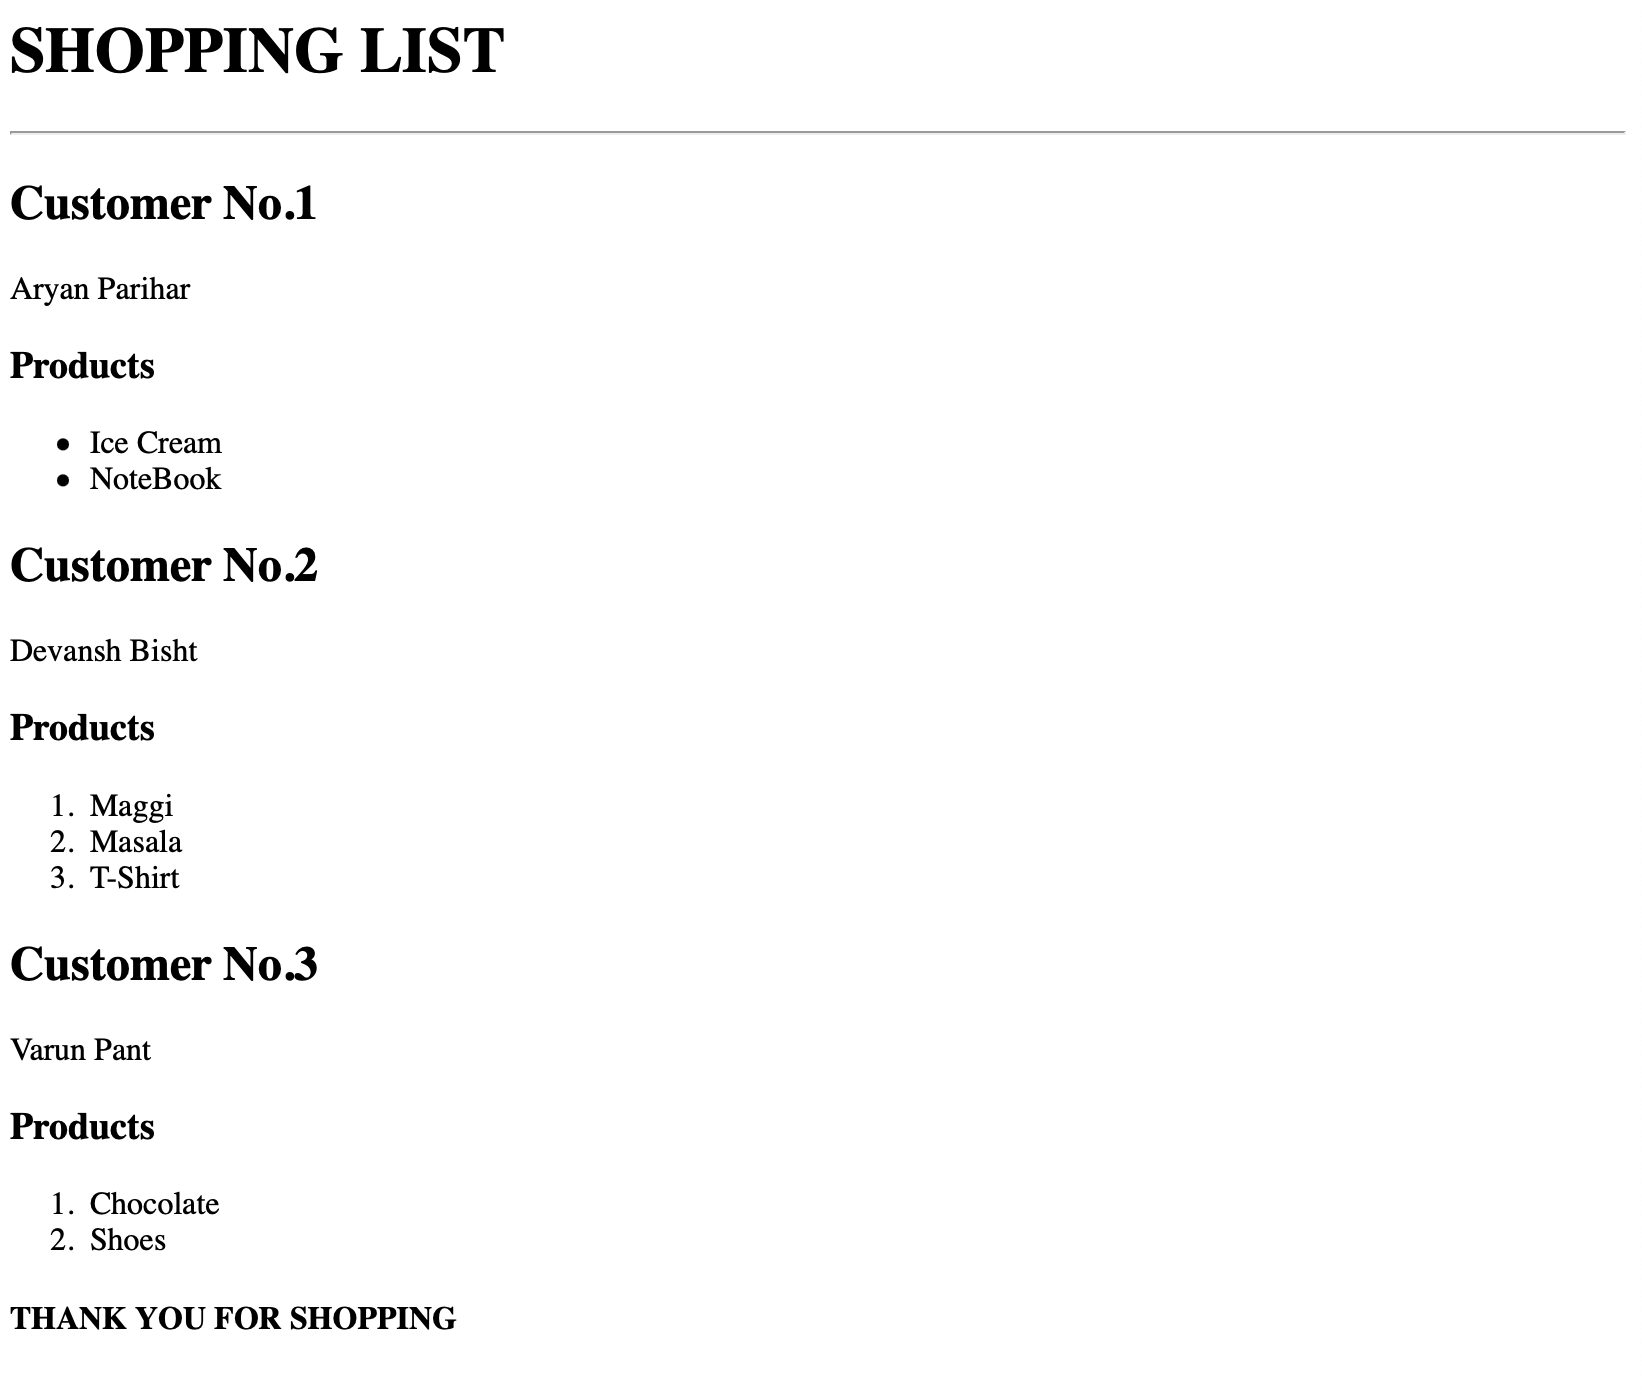 SHOPPING LIST
Customer No.1
Aryan Parihar
Products
• Ice Cream
• NoteBook
Customer No.2
Devansh Bisht
Products
1. Maggi
2. Masala
3. T-Shirt
Customer No.3
Varun Pant
Products
1. Chocolate
2. Shoes
THANK YOU FOR SHOPPING